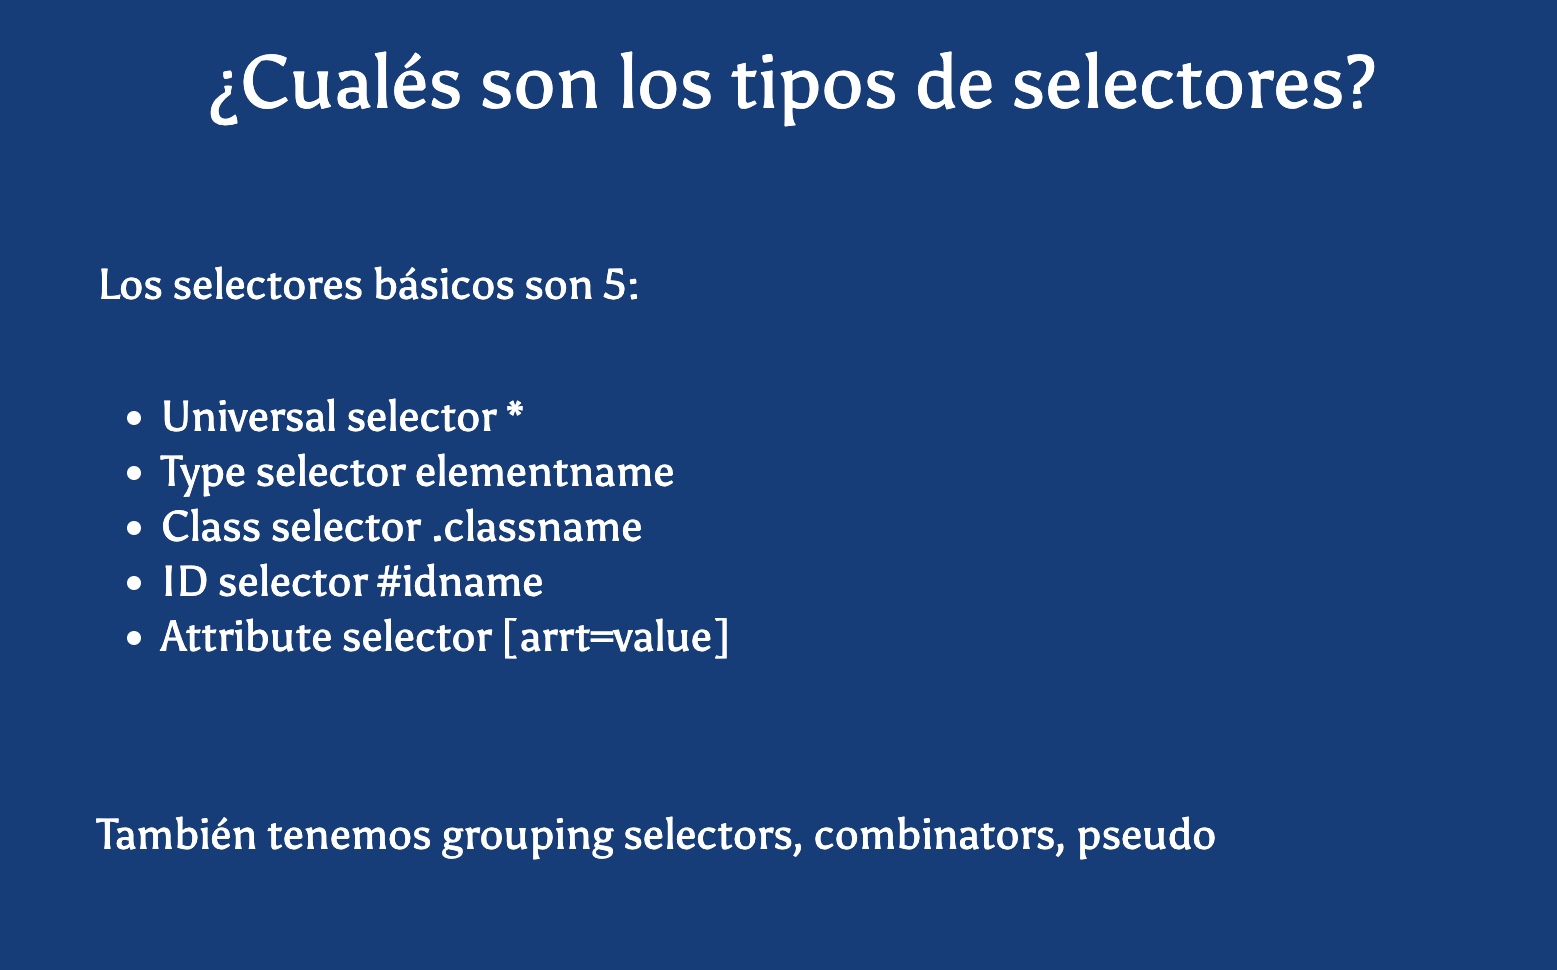 ¿Cualés son los tipos de selectores?
Los selectores básicos son 5:
• Universal selector *
• Type selector elementname
• Class selector .classname
• ID selector #idname
• Attribute selector [arrt=value]
También tenemos grouping selectors, combinators, pseudo